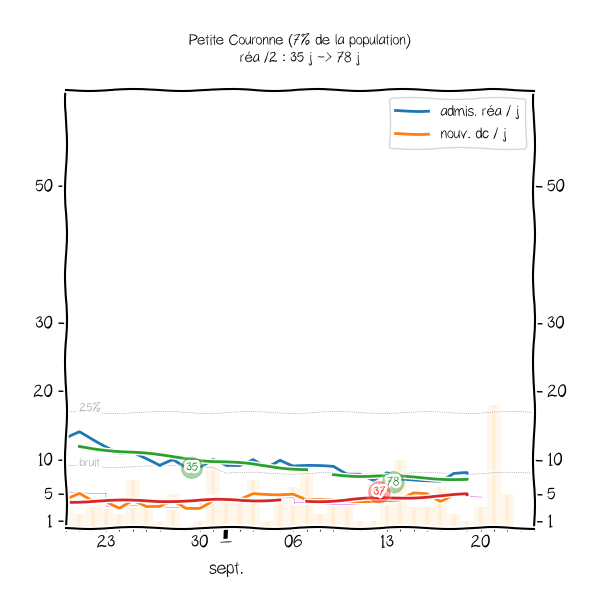 Petite Couronne (7% de la population)
réa /2 : 35 j -> 78 j
admis. réa / j
nouv. dc / j
50 50
30 30
20 20
25%
10 bruit 10
35
78
37
5 5
1 1
23 30 06 13 20
sept.